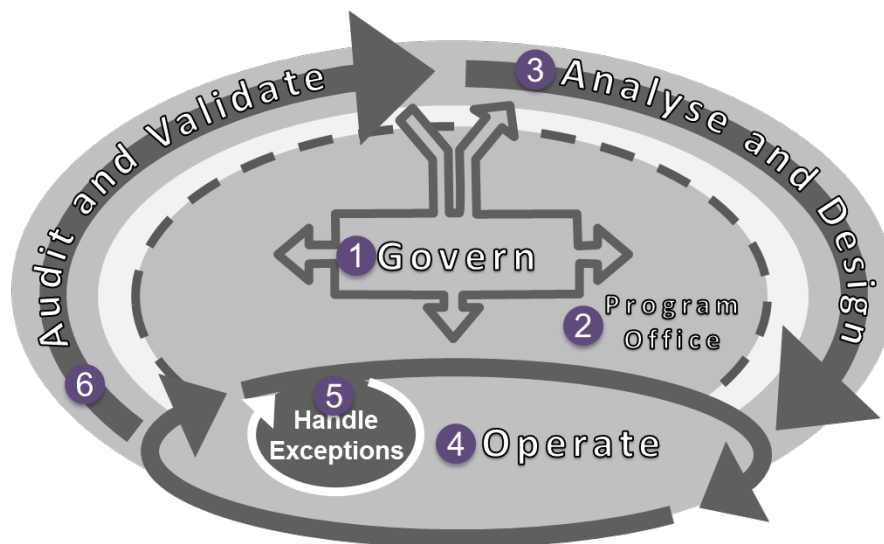 1 Govern
2 Program
Office
3 Analyse and Design
4 Operate
5
Handle
Exceptions
6 Audit and Validate